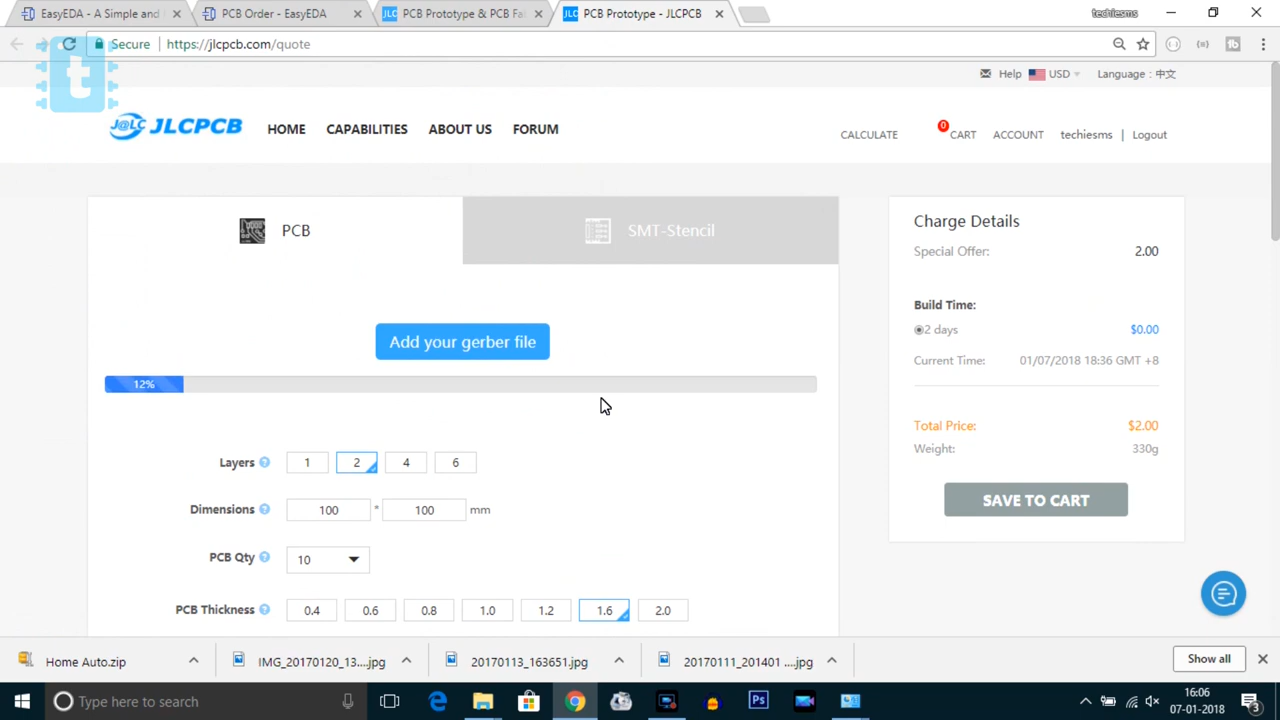 EasyEDA - A Simple and
PCB Order - EasyEDA
JLC PCB Prototype & PCB Fa
JLC PCB Prototype - JLCPCB
techiesms
Secure https://jlcpcb.com/quote
t
Help USD Language : 中文
J@LC JLCPCB HOME CAPABILITIES ABOUT US FORUM
CALCULATE 0 CART ACCOUNT techiesms | Logout
PCB SMT-Stencil
Add your gerber file
12%
Layers ? 1 2 4 6
Dimensions ? 100 * 100 mm
PCB Qty ? 10
PCB Thickness ? 0.4 0.6 0.8 1.0 1.2 1.6 2.0
Charge Details
Special Offer: 2.00
Build Time:
2 days $0.00
Current Time: 01/07/2018 18:36 GMT +8
Total Price: $2.00
Weight: 330g
SAVE TO CART
Home Auto.zip IMG_20170120_13....jpg 20170113_163651.jpg 20170111_201401 ....jpg Show all
Type here to search
Ps
16:06
07-01-2018
3